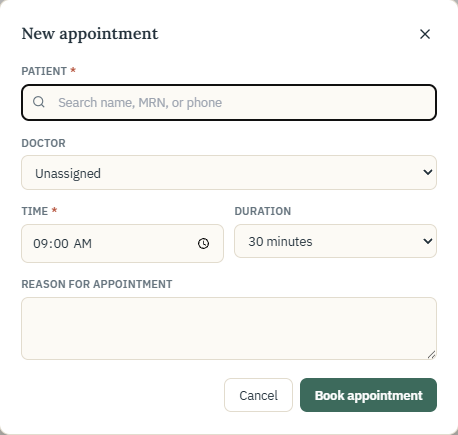 New appointment
PATIENT *
Search name, MRN, or phone
DOCTOR
Unassigned
TIME * DURATION
09:00 AM 30 minutes
REASON FOR APPOINTMENT
Cancel Book appointment